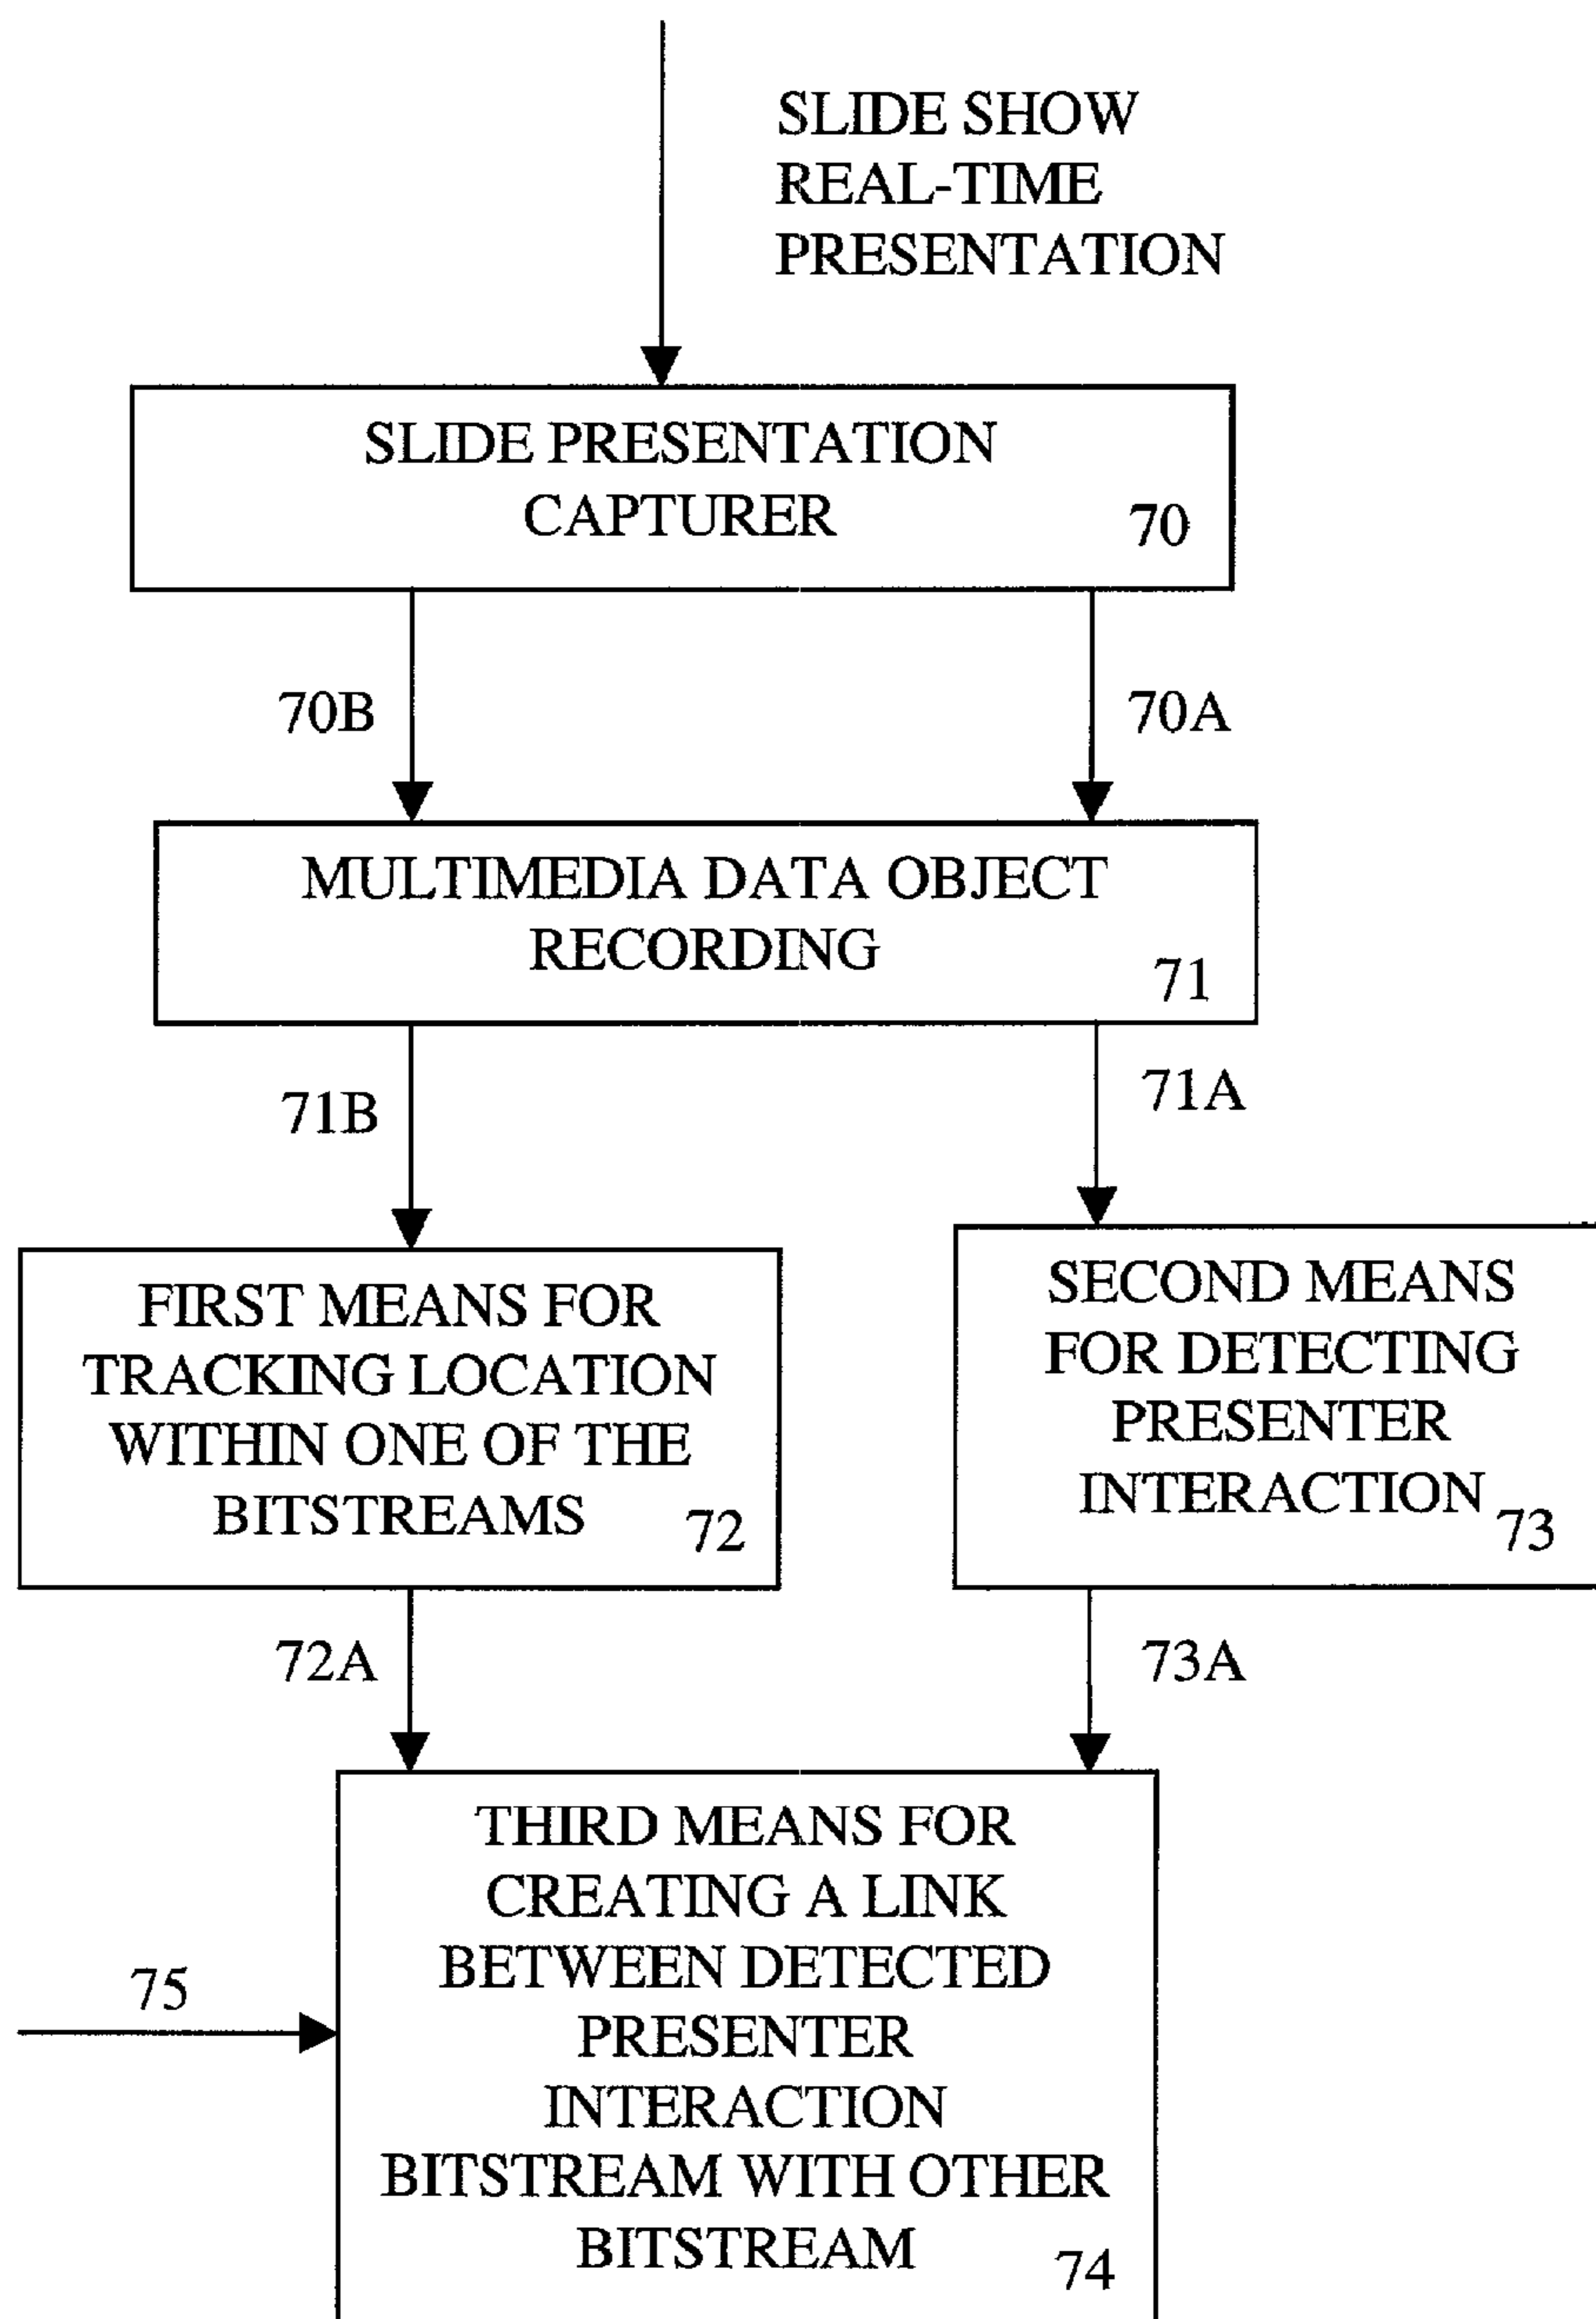 SLIDE SHOW
REAL-TIME
PRESENTATION
SLIDE PRESENTATION
CAPTURER
70
70B
70A
MULTIMEDIA DATA OBJECT
RECORDING
71
71B
71A
FIRST MEANS FOR
TRACKING LOCATION
WITHIN ONE OF THE
BITSTREAMS
72
SECOND MEANS
FOR DETECTING
PRESENTER
INTERACTION
73
72A
73A
THIRD MEANS FOR
CREATING A LINK
BETWEEN DETECTED
PRESENTER
INTERACTION
BITSTREAM WITH OTHER
BITSTREAM
74
75